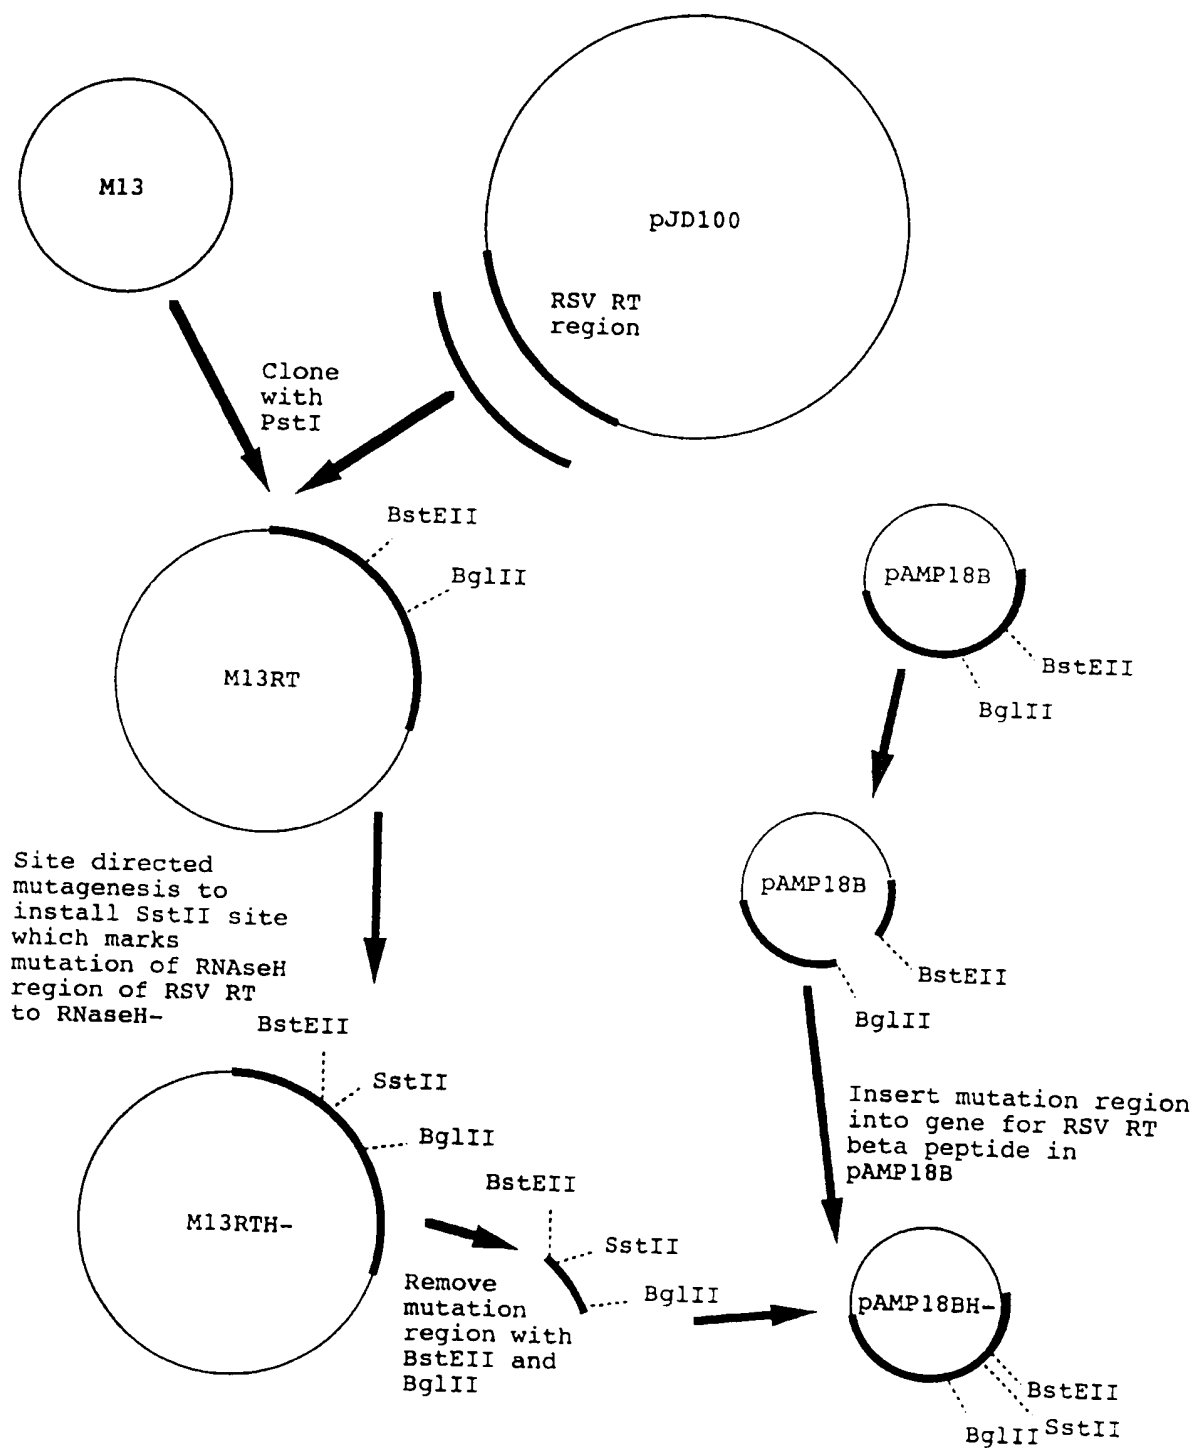 M13
pJD100
RSV RT
region
Clone
with
PstI
BstEII
BglII
M13RT
pAMP18B
BstEII
BglII
Site directed
mutagenesis to
install SstII site
which marks
mutation of RNAseH
region of RSV RT
to RNaseH-
pAMP18B
BstEII
BglII
BstEII
SstII
BglII
M13RTH-
Insert mutation region
into gene for RSV RT
beta peptide in
pAMP18B
BstEII
SstII
BglII
Remove
mutation
region with
BstEII and
BglII
pAMP18BH-
BstEII
SstII
BglII